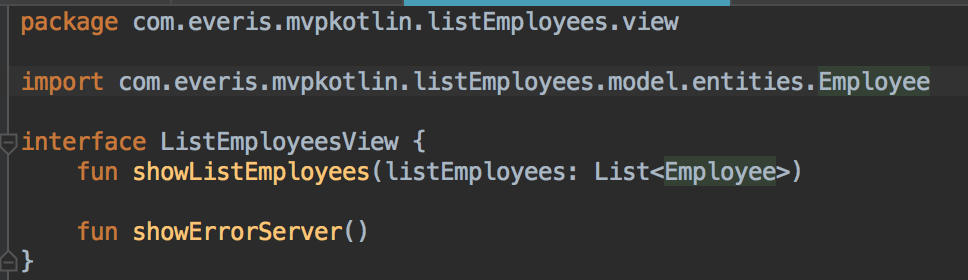 package com.everis.mvpkotlin.listEmployees.view
import com.everis.mvpkotlin.listEmployees.model.entities.Employee
interface ListEmployeesView {
    fun showListEmployees(listEmployees: List<Employee>)
    fun showErrorServer()
}